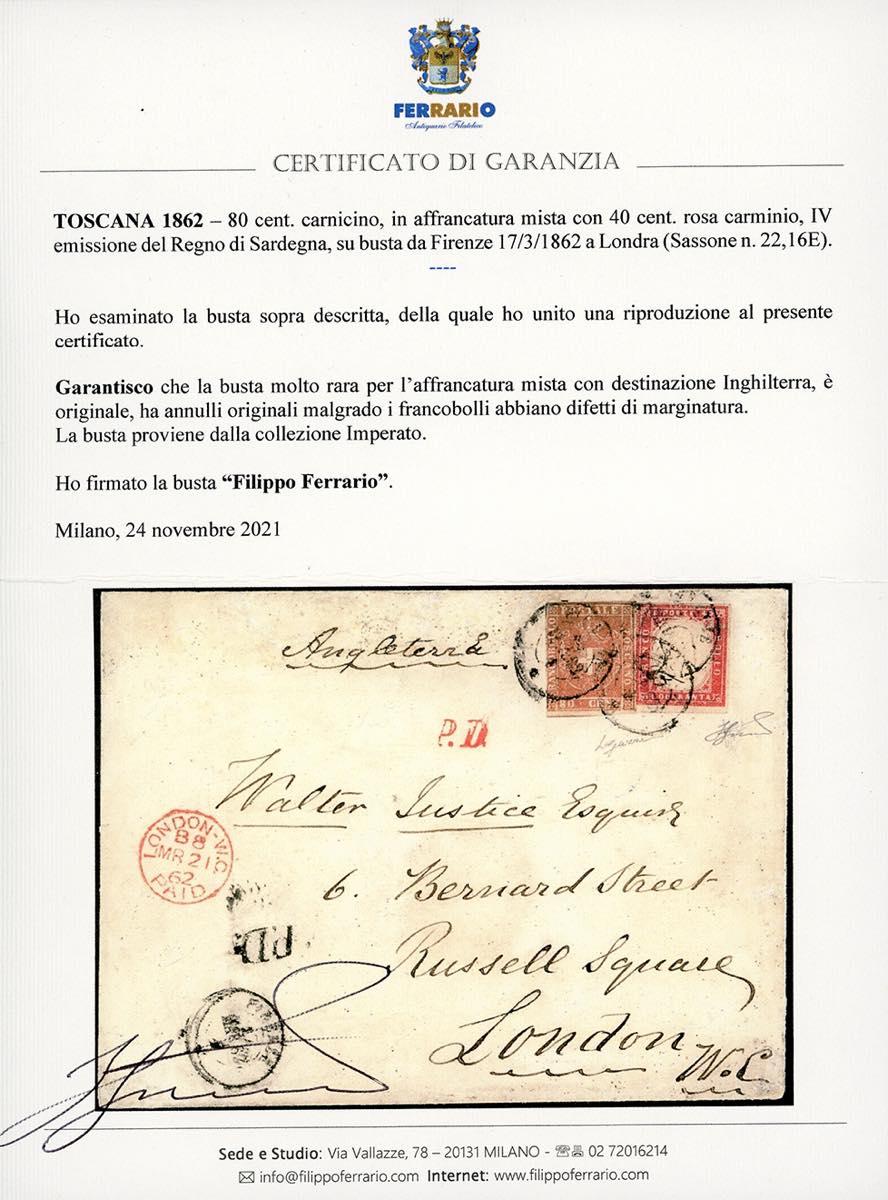 FERRARIO
Antiquario Filatelico
CERTIFICATO DI GARANZIA
TOSCANA 1862 – 80 cent. carnicino, in affrancatura mista con 40 cent. rosa carminio, IV
emissione del Regno di Sardegna, su busta da Firenze 17/3/1862 a Londra (Sassone n. 22,16E).
----
Ho esaminato la busta sopra descritta, della quale ho unito una riproduzione al presente
certificato.
Garantisco che la busta molto rara per l’affrancatura mista con destinazione Inghilterra, è
originale, ha annulli originali malgrado i francobolli abbiano difetti di marginatura.
La busta proviene dalla collezione Imperato.
Ho firmato la busta “Filippo Ferrario”.
Milano, 24 novembre 2021
Angleterre
80
QUARANTA
P.D.
Walter Justice Esquire
LONDON-W.C.
B8
MR 21
62
PAID
6. Bernard Street
P.D.
Russell Square
London
W.C
Sede e Studio: Via Vallazze, 78 – 20131 MILANO - ☎ 02 72016214
✉ info@filippoferrario.com Internet: www.filippoferrario.com